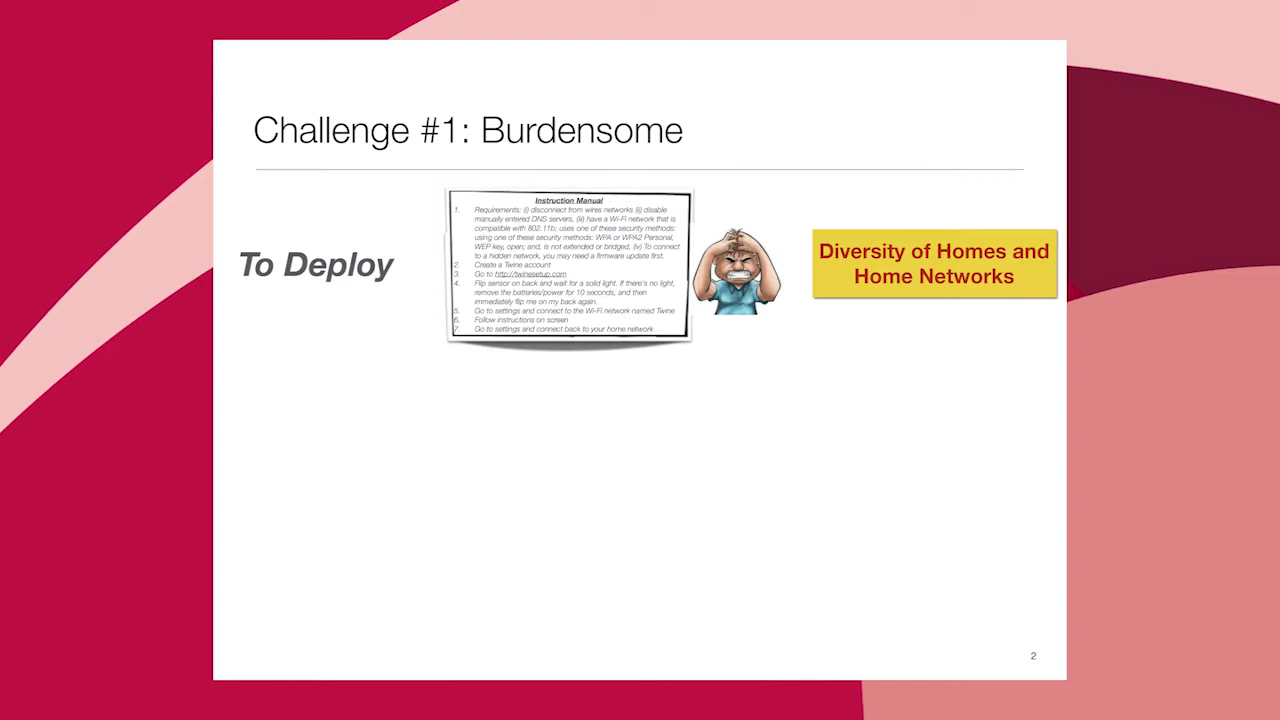 Challenge #1: Burdensome
To Deploy
Instruction Manual
1. Requirements: (i) disconnect from wires networks (ii) disable
manually entered DNS servers, (iii) have a Wi-Fi network that is
compatible with 802.11b; uses one of these security methods:
using one of these security methods: WPA or WPA2 Personal,
WEP key, open; and, is not extended or bridged, (iv) To connect
to a hidden network, you may need a firmware update first.
2. Create a Twine account
3. Go to http://twinesetup.com
4. Flip sensor on back and wait for a solid light. If there's no light,
remove the batteries/power for 10 seconds, and then
immediately flip me on my back again.
5. Go to settings and connect to the Wi-Fi network named Twine
6. Follow instructions on screen
7. Go to settings and connect back to your home network
Diversity of Homes and
Home Networks
2